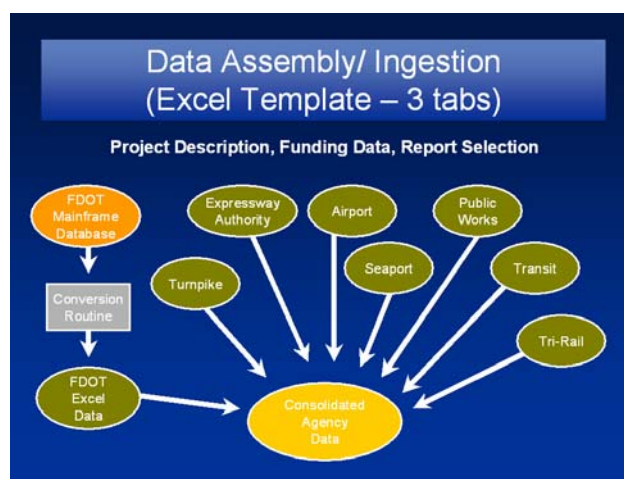 Data Assembly/ Ingestion
(Excel Template – 3 tabs)
Project Description, Funding Data, Report Selection
FDOT
Mainframe
Database
Expressway
Authority
Airport
Public
Works
Turnpike
Seaport
Transit
Conversion
Routine
Tri-Rail
FDOT
Excel
Data
Consolidated
Agency
Data